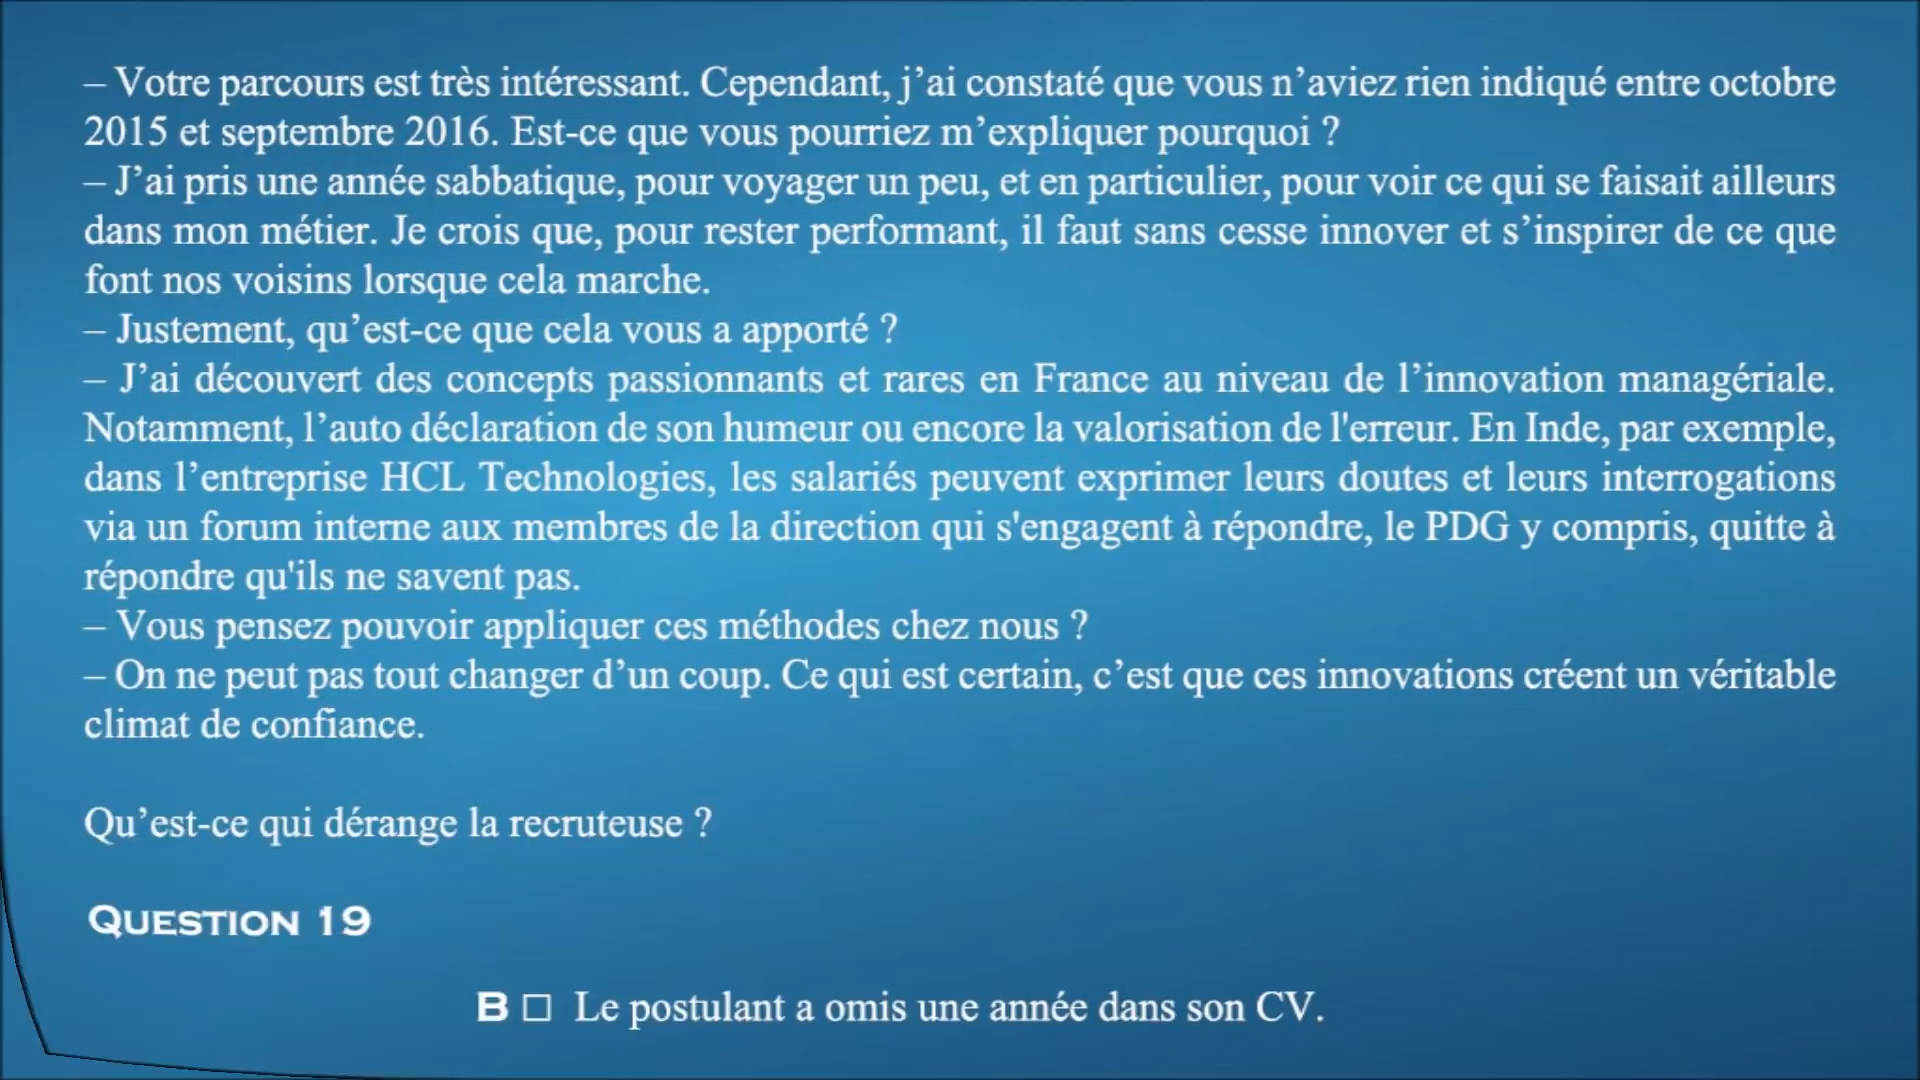 – Votre parcours est très intéressant. Cependant, j’ai constaté que vous n’aviez rien indiqué entre octobre
2015 et septembre 2016. Est-ce que vous pourriez m’expliquer pourquoi ?
– J’ai pris une année sabbatique, pour voyager un peu, et en particulier, pour voir ce qui se faisait ailleurs
dans mon métier. Je crois que, pour rester performant, il faut sans cesse innover et s’inspirer de ce que
font nos voisins lorsque cela marche.
– Justement, qu’est-ce que cela vous a apporté ?
– J’ai découvert des concepts passionnants et rares en France au niveau de l’innovation managériale.
Notamment, l’auto déclaration de son humeur ou encore la valorisation de l'erreur. En Inde, par exemple,
dans l’entreprise HCL Technologies, les salariés peuvent exprimer leurs doutes et leurs interrogations
via un forum interne aux membres de la direction qui s'engagent à répondre, le PDG y compris, quitte à
répondre qu'ils ne savent pas.
– Vous pensez pouvoir appliquer ces méthodes chez nous ?
– On ne peut pas tout changer d’un coup. Ce qui est certain, c’est que ces innovations créent un véritable
climat de confiance.
Qu’est-ce qui dérange la recruteuse ?
QUESTION 19
B ☐ Le postulant a omis une année dans son CV.